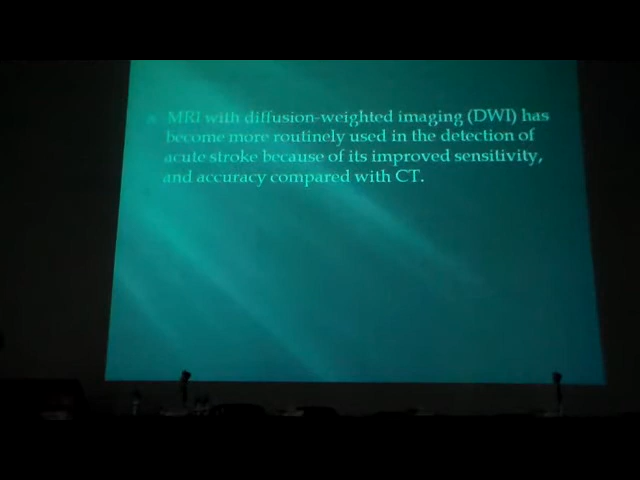 MRI with diffusion-weighted imaging (DWI) has
become more routinely used in the detection of
acute stroke because of its improved sensitivity,
and accuracy compared with CT.